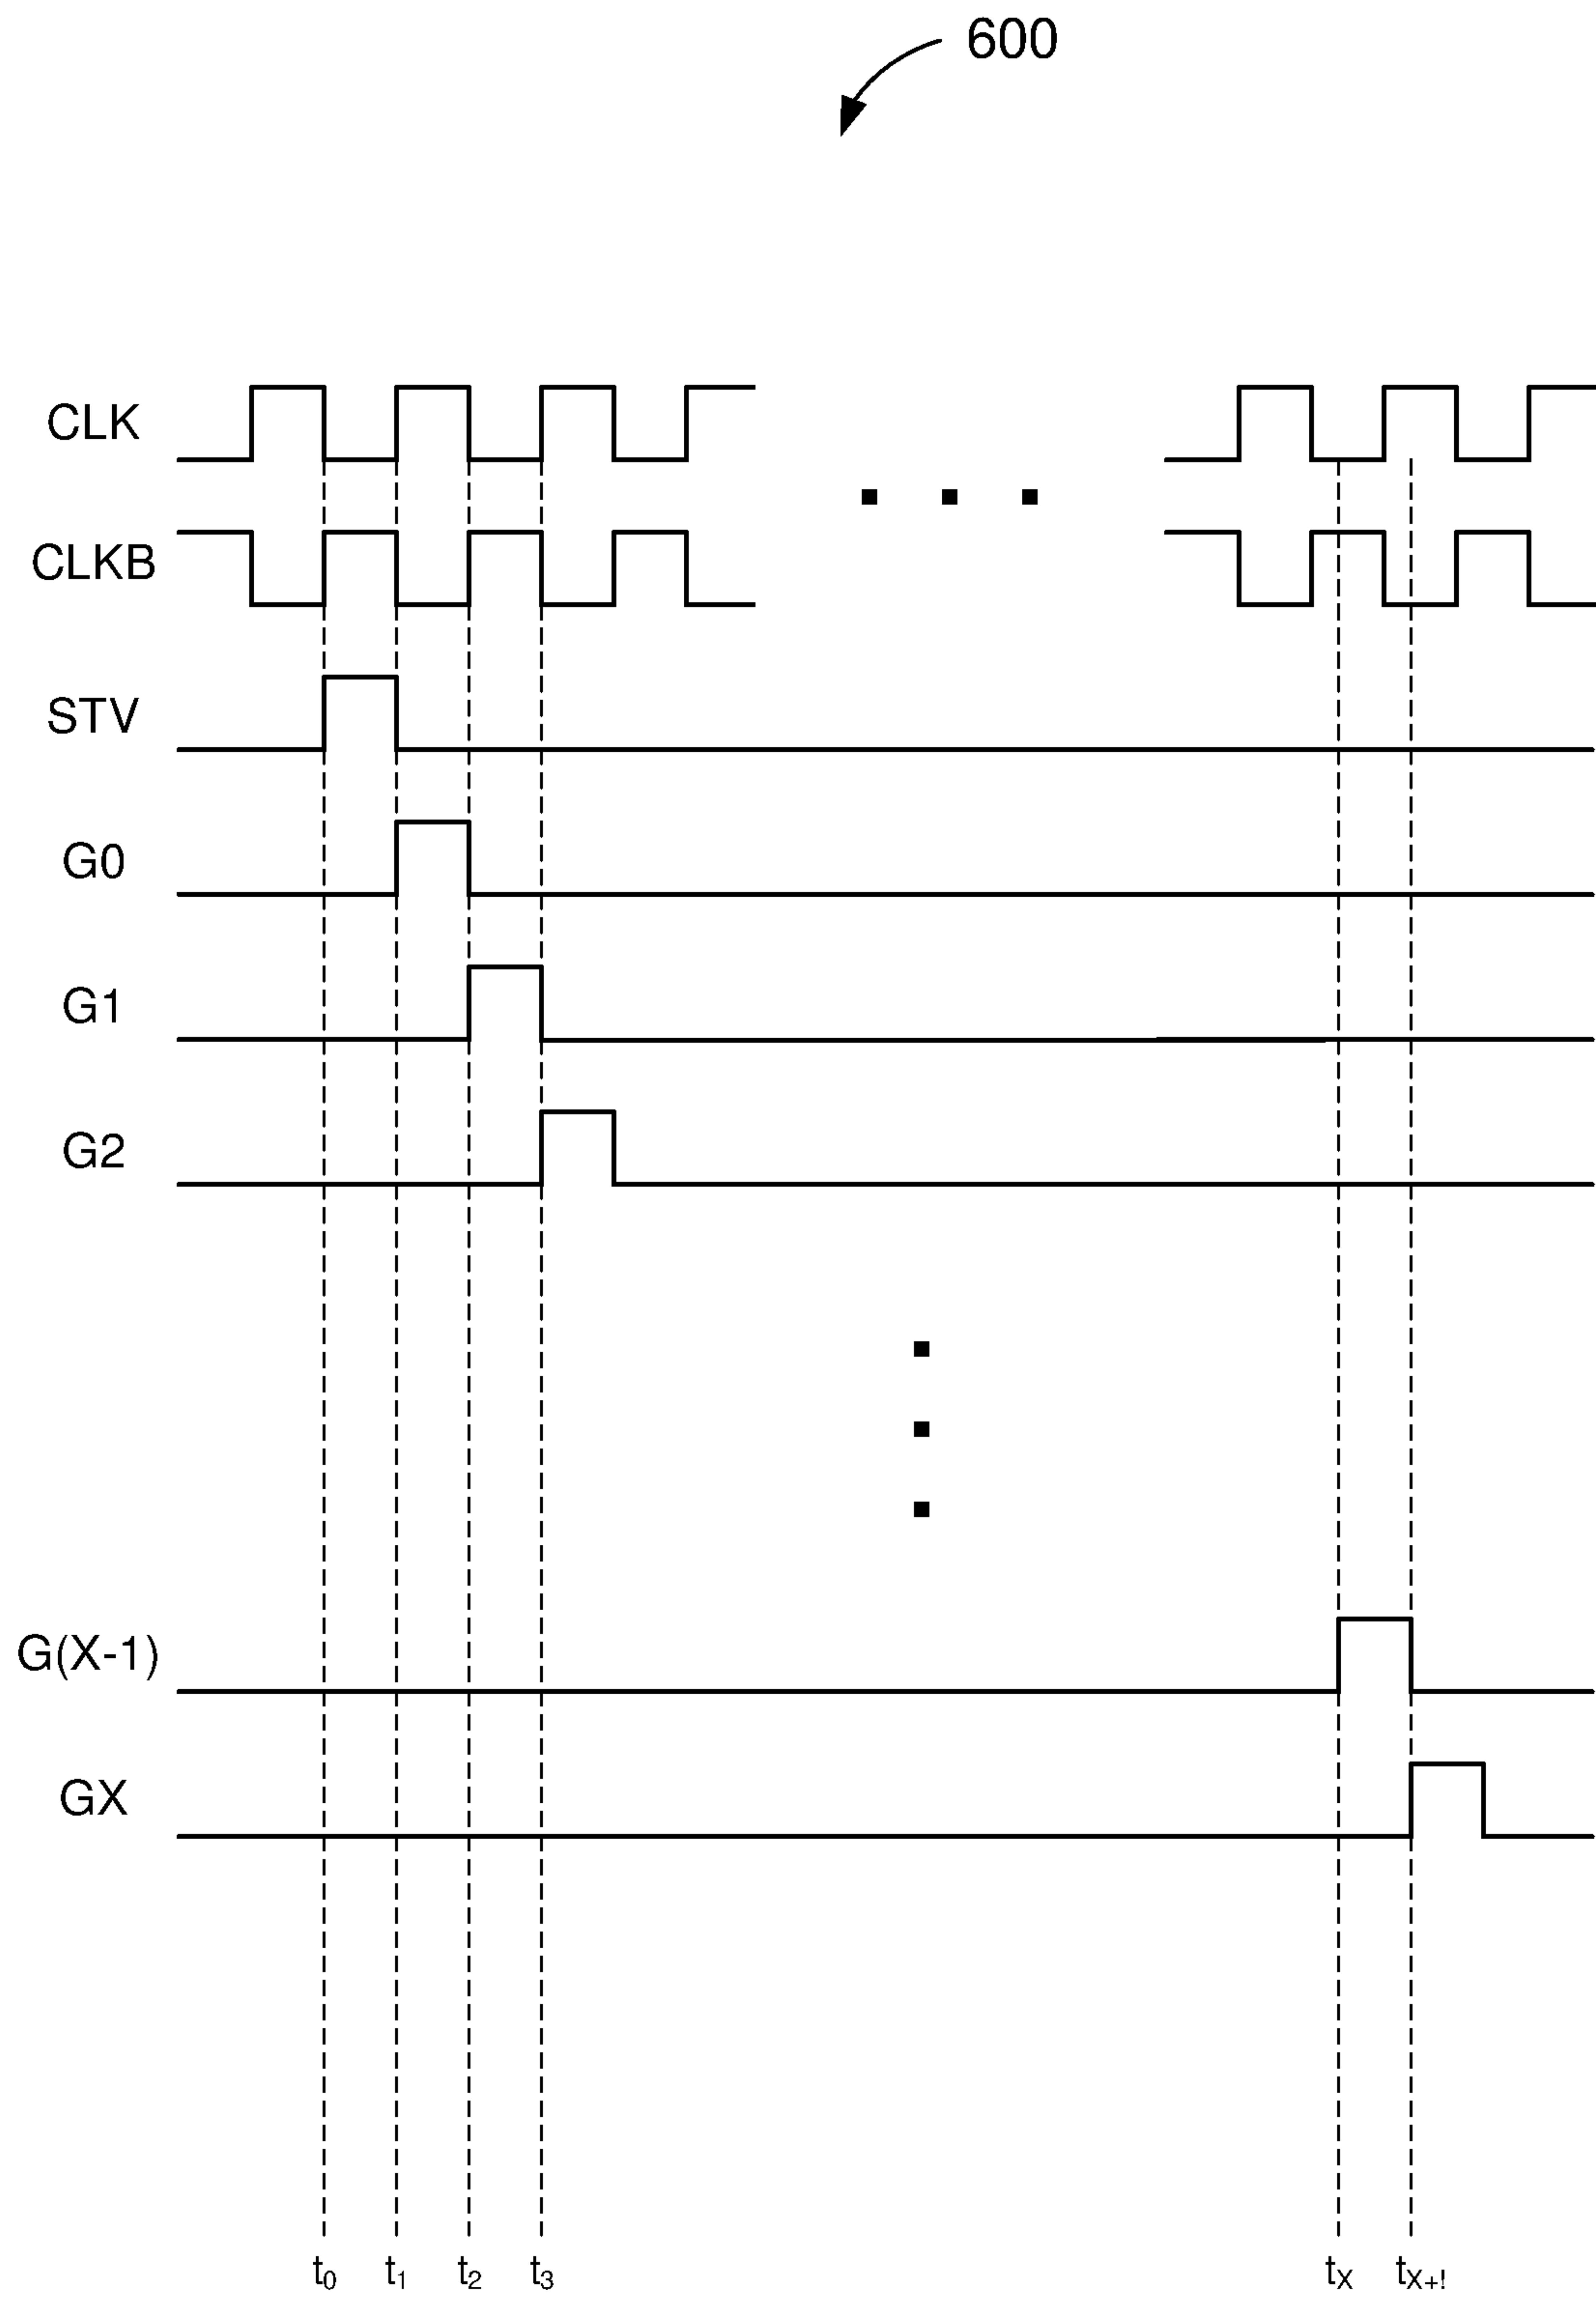 600
CLK
CLKB
STV
G0
G1
G2
G(X-1)
GX
t0 t1 t2 t3 tX tX+!